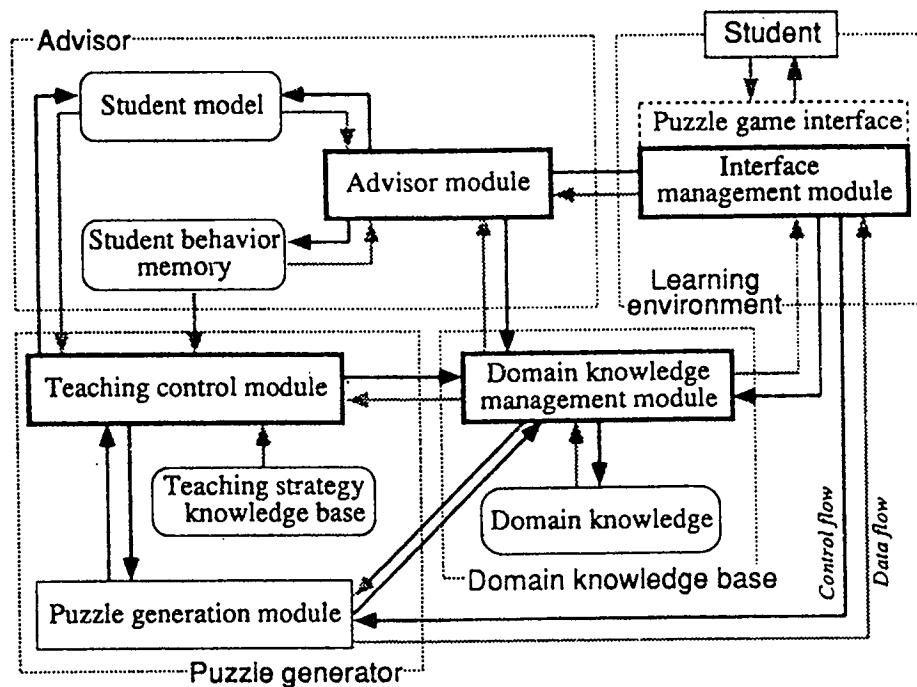 Advisor
Student
Student model
Puzzle game interface
Advisor module
Interface
management module
Student behavior
memory
Learning
environment
Teaching control module
Domain knowledge
management module
Teaching strategy
knowledge base
Domain knowledge
Control flow
Data flow
Domain knowledge base
Puzzle generation module
Puzzle generator